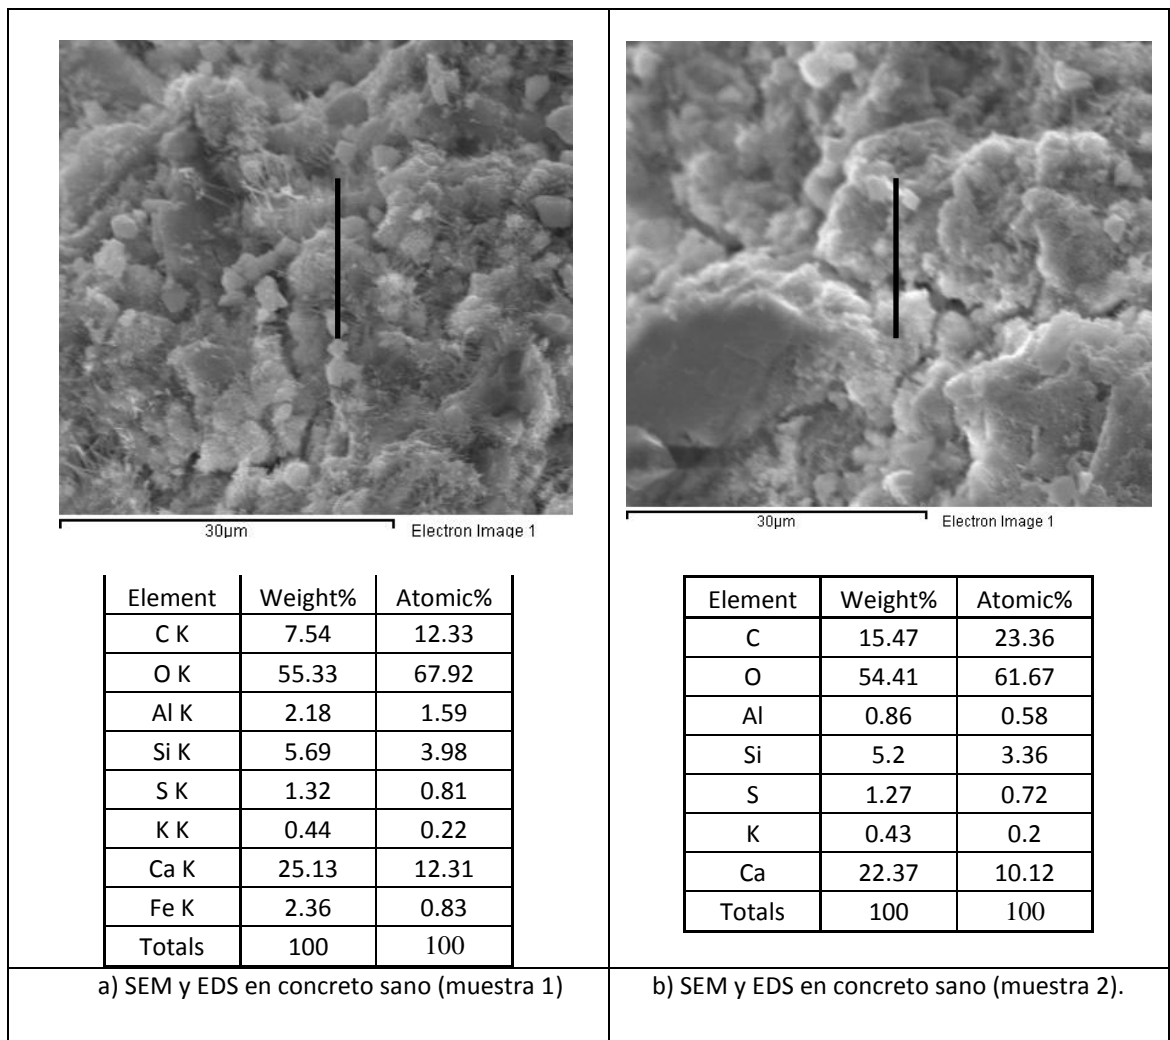 30µm Electron Image 1
Element Weight% Atomic%
C K 7.54 12.33
O K 55.33 67.92
Al K 2.18 1.59
Si K 5.69 3.98
S K 1.32 0.81
K K 0.44 0.22
Ca K 25.13 12.31
Fe K 2.36 0.83
Totals 100 100
a) SEM y EDS en concreto sano (muestra 1)
30µm Electron Image 1
Element Weight% Atomic%
C 15.47 23.36
O 54.41 61.67
Al 0.86 0.58
Si 5.2 3.36
S 1.27 0.72
K 0.43 0.2
Ca 22.37 10.12
Totals 100 100
b) SEM y EDS en concreto sano (muestra 2).